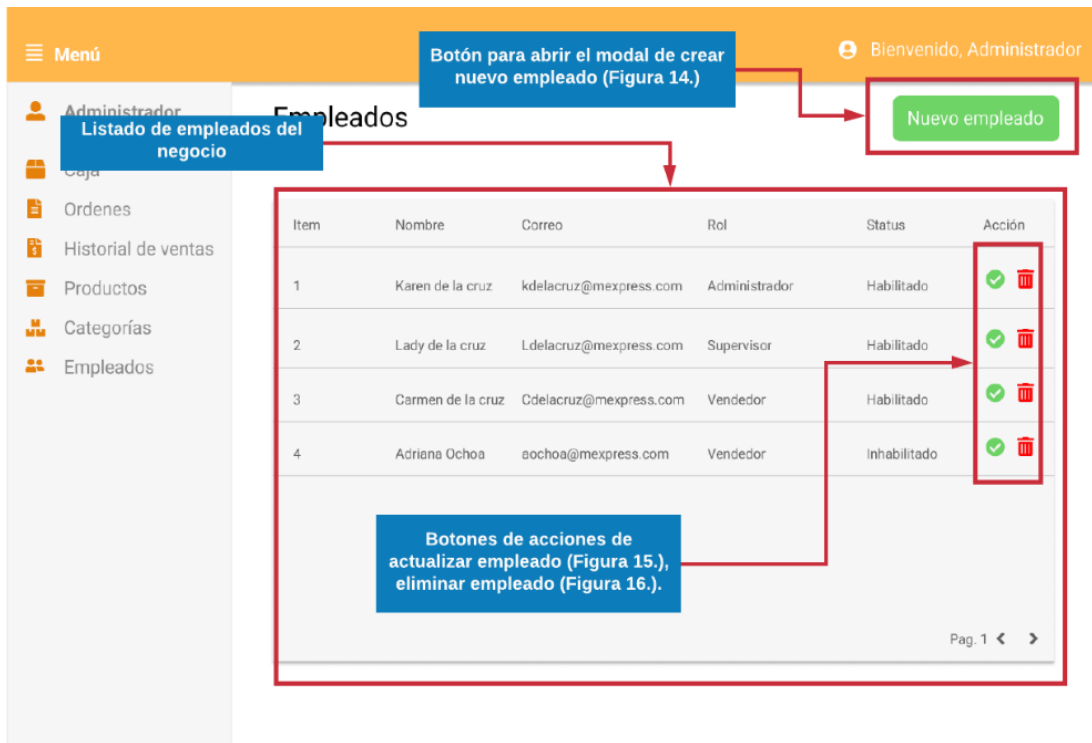 Menú
Botón para abrir el modal de crear
nuevo empleado (Figura 14.)
Bienvenido, Administrador
Administrador
Listado de empleados del
negocio
Caja
Ordenes
Historial de ventas
Productos
Categorías
Empleados
Empleados
Nuevo empleado
Item Nombre Correo Rol Status Acción
1 Karen de la cruz kdelacruz@mexpress.com Administrador Habilitado
2 Lady de la cruz Ldelacruz@mexpress.com Supervisor Habilitado
3 Carmen de la cruz Cdelacruz@mexpress.com Vendedor Habilitado
4 Adriana Ochoa aochoa@mexpress.com Vendedor Inhabilitado
Botones de acciones de
actualizar empleado (Figura 15.),
eliminar empleado (Figura 16.).
Pag. 1